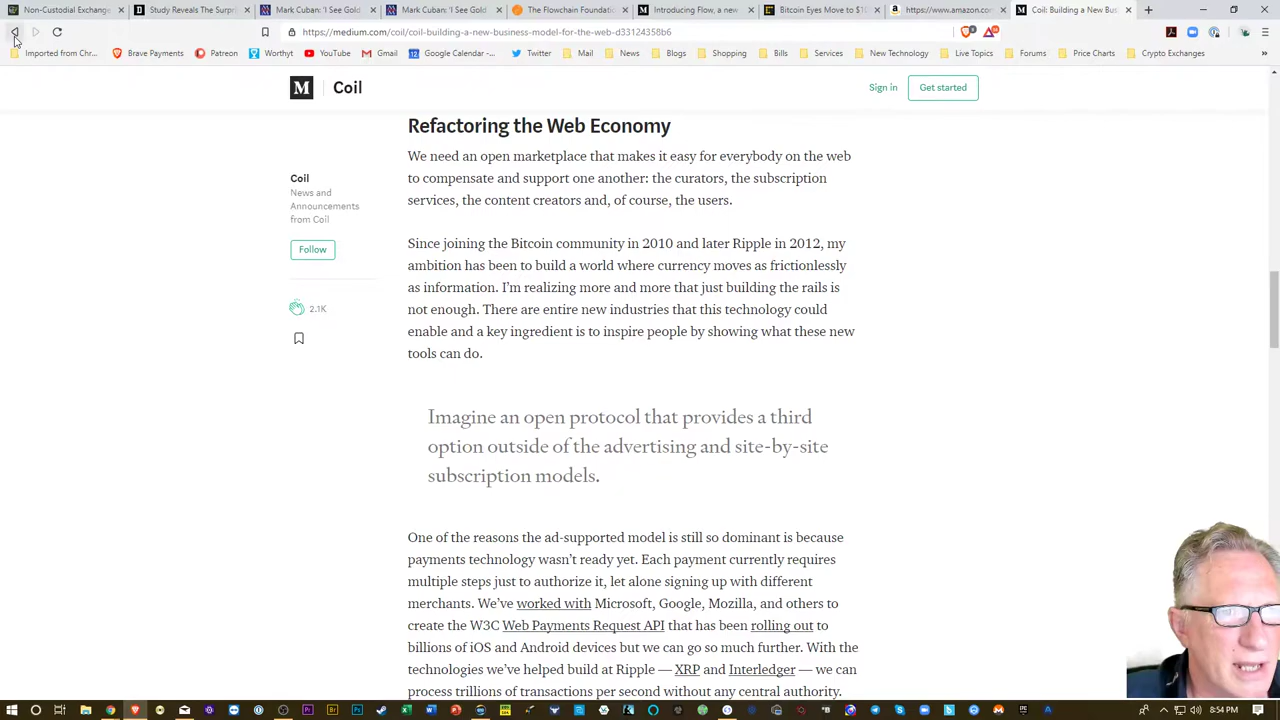 Non-Custodial Exchange
Study Reveals The Surpri
Mark Cuban: 'I See Gold
Mark Cuban: 'I See Gold
The Flowchain Foundatio
Introducing Flow, a new
Bitcoin Eyes Move to $10
https://www.amazon.com
Coil: Building a New Busi
https://medium.com/coil/coil-building-a-new-business-model-for-the-web-d33124358b6
Imported from Chr...
Brave Payments
Patreon
Worthyt
YouTube
GMail
Google Calendar -...
Twitter
Mail
Blogs
Shopping
Bills
Services
New Technology
Live Topics
Forums
Price Charts
Crypto Exchanges
M
Coil
Sign in
Get started
Refactoring the Web Economy
We need an open marketplace that makes it easy for everybody on the web
to compensate and support one another: the curators, the subscription
services, the content creators and, of course, the users.
Coil
News and
Announcements
from Coil
Follow
2.1K
Since joining the Bitcoin community in 2010 and later Ripple in 2012, my
ambition has been to build a world where currency moves as frictionlessly
as information. I'm realizing more and more that just building the rails is
not enough. There are entire new industries that this technology could
enable and a key ingredient is to inspire people by showing what these new
tools can do.
Imagine an open protocol that provides a third
option outside of the advertising and site-by-site
subscription models.
One of the reasons the ad-supported model is still so dominant is because
payments technology wasn't ready yet. Each payment currently requires
multiple steps just to authorize it, let alone signing up with different
merchants. We've worked with Microsoft, Google, Mozilla, and others to
create the W3C Web Payments Request API that has been rolling out to
billions of iOS and Android devices but we can go so much further. With the
technologies we've helped build at Ripple — XRP and Interledger — we can
process trillions of transactions per second without any central authority.
8:54 PM